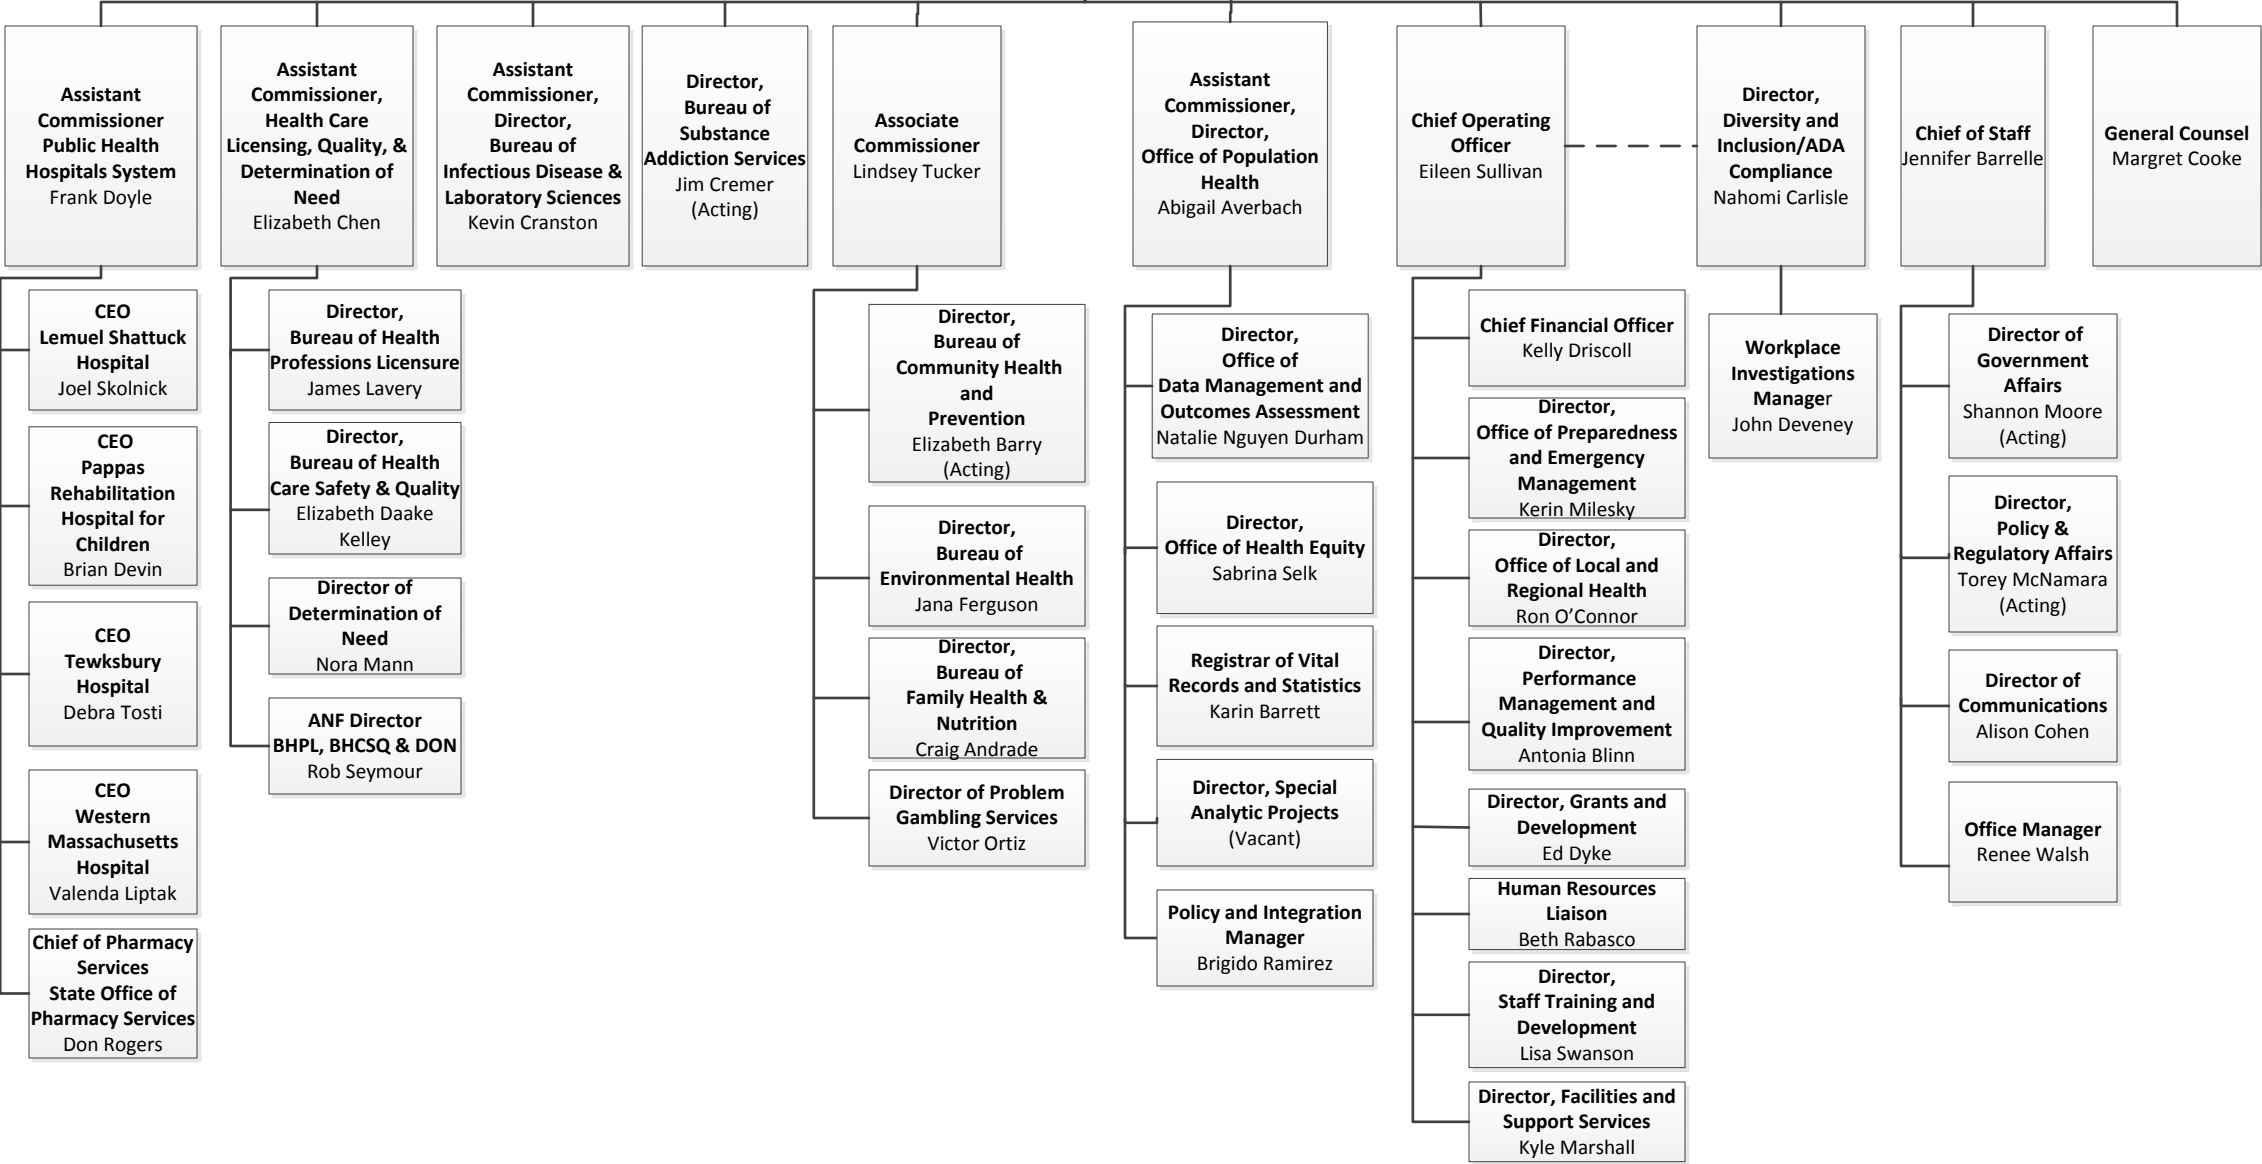 Assistant
Commissioner
Public Health
Hospitals System
Frank Doyle
Assistant
Commissioner,
Health Care
Licensing, Quality, &
Determination of
Need
Elizabeth Chen
Assistant
Commissioner,
Director,
Bureau of
Infectious Disease &
Laboratory Sciences
Kevin Cranston
Director,
Bureau of
Substance
Addiction Services
Jim Cremer
(Acting)
Associate
Commissioner
Lindsey Tucker
Assistant
Commissioner,
Director,
Office of Population
Health
Abigail Averbach
Chief Operating
Officer
Eileen Sullivan
Director,
Diversity and
Inclusion/ADA
Compliance
Nahomi Carlisle
Chief of Staff
Jennifer Barrelle
General Counsel
Margret Cooke
CEO
Lemuel Shattuck
Hospital
Joel Skolnick
CEO
Pappas
Rehabilitation
Hospital for
Children
Brian Devin
CEO
Tewksbury
Hospital
Debra Tosti
CEO
Western
Massachusetts
Hospital
Valenda Liptak
Chief of Pharmacy
Services
State Office of
Pharmacy Services
Don Rogers
Director,
Bureau of Health
Professions Licensure
James Lavery
Director,
Bureau of Health
Care Safety & Quality
Elizabeth Daake
Kelley
Director of
Determination of
Need
Nora Mann
ANF Director
BHPL, BHCSQ & DON
Rob Seymour
Director,
Bureau of
Community Health
and
Prevention
Elizabeth Barry
(Acting)
Director,
Bureau of
Environmental Health
Jana Ferguson
Director,
Bureau of
Family Health &
Nutrition
Craig Andrade
Director of Problem
Gambling Services
Victor Ortiz
Director,
Office of
Data Management and
Outcomes Assessment
Natalie Nguyen Durham
Director,
Office of Health Equity
Sabrina Selk
Registrar of Vital
Records and Statistics
Karin Barrett
Director, Special
Analytic Projects
(Vacant)
Policy and Integration
Manager
Brigido Ramirez
Chief Financial Officer
Kelly Driscoll
Director,
Office of Preparedness
and Emergency
Management
Kerin Milesky
Director,
Office of Local and
Regional Health
Ron O’Connor
Director,
Performance
Management and
Quality Improvement
Antonia Blinn
Director, Grants and
Development
Ed Dyke
Human Resources
Liaison
Beth Rabasco
Director,
Staff Training and
Development
Lisa Swanson
Director, Facilities and
Support Services
Kyle Marshall
Workplace
Investigations
Manager
John Deveney
Director of
Government
Affairs
Shannon Moore
(Acting)
Director,
Policy &
Regulatory Affairs
Torey McNamara
(Acting)
Director of
Communications
Alison Cohen
Office Manager
Renee Walsh